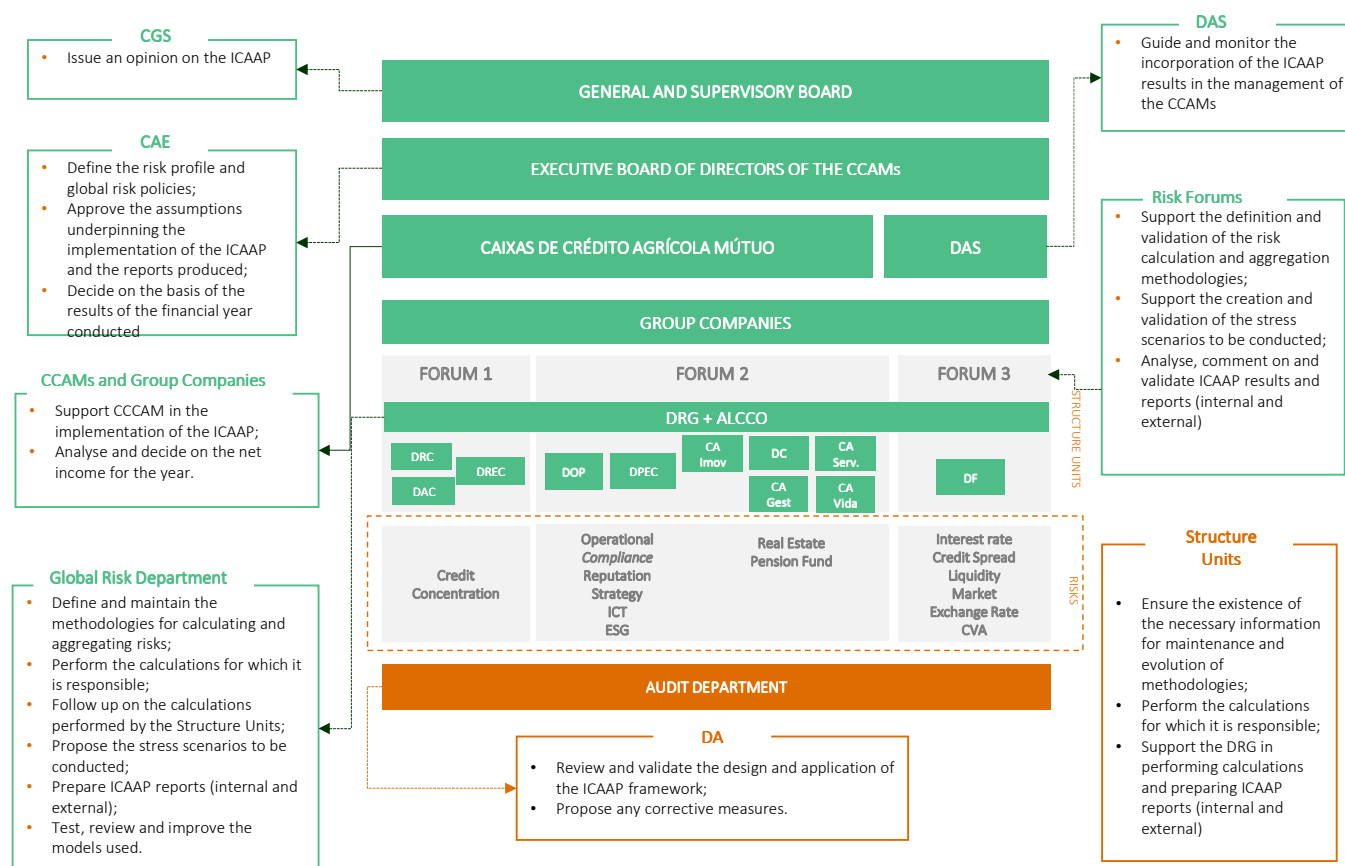 CGS
• Issue an opinion on the ICAAP
CAE
• Define the risk profile and
global risk policies;
• Approve the assumptions
underpinning the
implementation of the ICAAP
and the reports produced;
• Decide on the basis of the
results of the financial year
conducted
CCAMs and Group Companies
• Support CCCAM in the
implementation of the ICAAP;
• Analyse and decide on the net
income for the year.
Global Risk Department
• Define and maintain the
methodologies for calculating and
aggregating risks;
• Perform the calculations for which it
is responsible;
• Follow up on the calculations
performed by the Structure Units;
• Propose the stress scenarios to be
conducted;
• Prepare ICAAP reports (internal and
external);
• Test, review and improve the
models used.
GENERAL AND SUPERVISORY BOARD
EXECUTIVE BOARD OF DIRECTORS OF THE CCAMs
CAIXAS DE CRÉDITO AGRÍCOLA MÚTUO
DAS
GROUP COMPANIES
FORUM 1
FORUM 2
FORUM 3
DRG + ALCCO
DRC
DREC
DAC
DOP
DPEC
CA
Imov
DC
CA
Serv.
CA
Gest
CA
Vida
DF
STRUCTURE UNITS
Credit
Concentration
Operational
Compliance
Reputation
Strategy
ICT
ESG
Real Estate
Pension Fund
Interest rate
Credit Spread
Liquidity
Market
Exchange Rate
CVA
RISKS
AUDIT DEPARTMENT
DA
• Review and validate the design and application of
the ICAAP framework;
• Propose any corrective measures.
DAS
• Guide and monitor the
incorporation of the ICAAP
results in the management of
the CCAMs
Risk Forums
• Support the definition and
validation of the risk
calculation and aggregation
methodologies;
• Support the creation and
validation of the stress
scenarios to be conducted;
• Analyse, comment on and
validate ICAAP results and
reports (internal and
external)
Structure
Units
• Ensure the existence of
the necessary information
for maintenance and
evolution of
methodologies;
• Perform the calculations
for which it is responsible;
• Support the DRG in
performing calculations
and preparing ICAAP
reports (internal and
external)